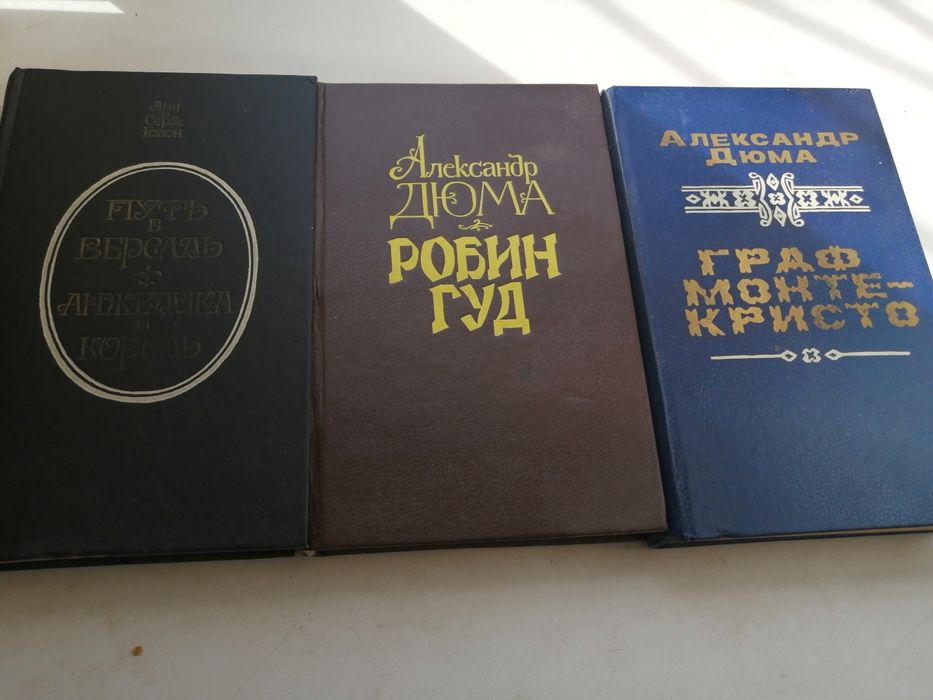 Анн
и
Серж
Голон
ПУТЬ
В
ВЕРСАЛЬ
АНЖЕЛИКА
И
КОРОЛЬ
Александр
ДЮМА
РОБИН
ГУД
АЛЕКСАНДР
ДЮМА
ГРАФ
МОНТЕ-
КРИСТО